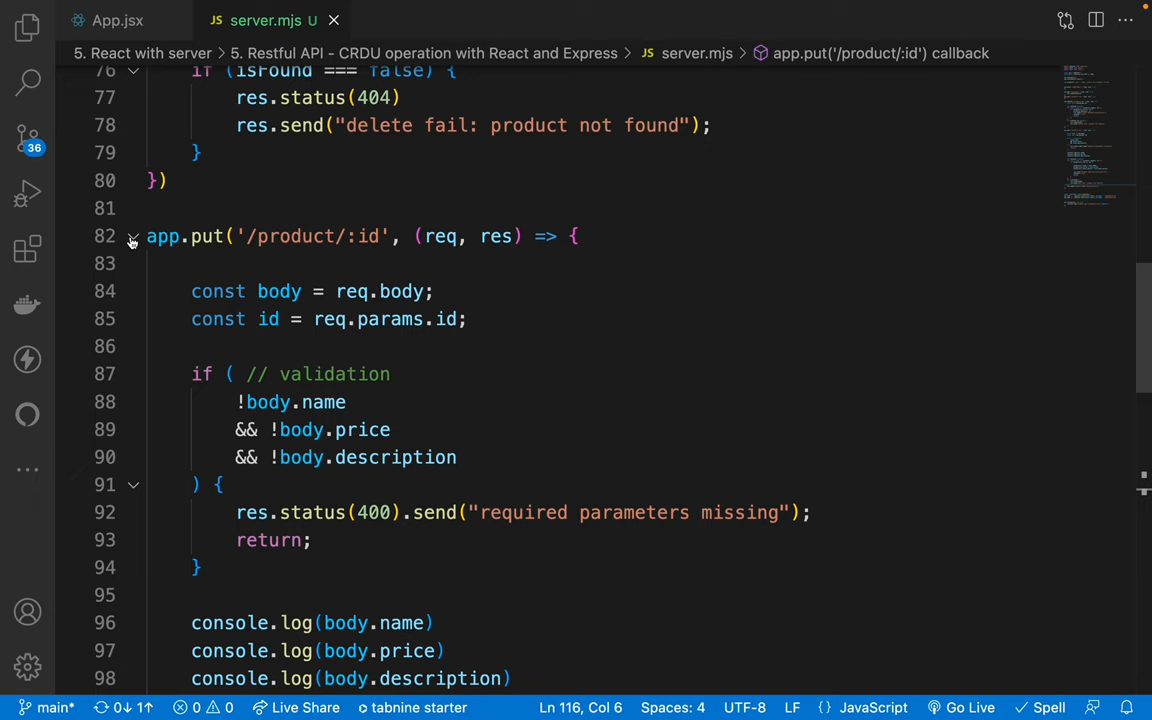 App.jsx
JS server.mjs U
5. React with server > 5. Restful API - CRDU operation with React and Express > JS server.mjs > app.put('/product/:id') callback
76 if (isFound === false) {
77 res.status(404)
78 res.send("delete fail: product not found");
79 }
80 })
81
82 app.put('/product/:id', (req, res) => {
83
84 const body = req.body;
85 const id = req.params.id;
86
87 if ( // validation
88 !body.name
89 && !body.price
90 && !body.description
91 ) {
92 res.status(400).send("required parameters missing");
93 return;
94 }
95
96 console.log(body.name)
97 console.log(body.price)
98 console.log(body.description)
36
main* 0↓ 1↑ 0 0 Live Share tabnine starter Ln 116, Col 6 Spaces: 4 UTF-8 LF {} JavaScript Go Live Spell